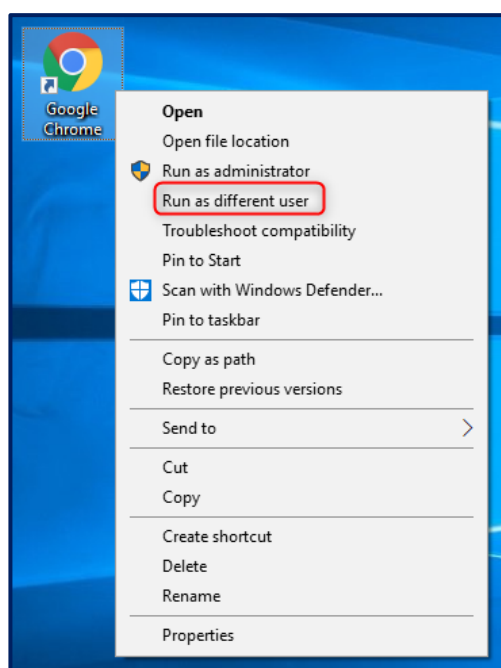 Google
Chrome
Open
Open file location
Run as administrator
Run as different user
Troubleshoot compatibility
Pin to Start
Scan with Windows Defender...
Pin to taskbar
Copy as path
Restore previous versions
Send to
Cut
Copy
Create shortcut
Delete
Rename
Properties